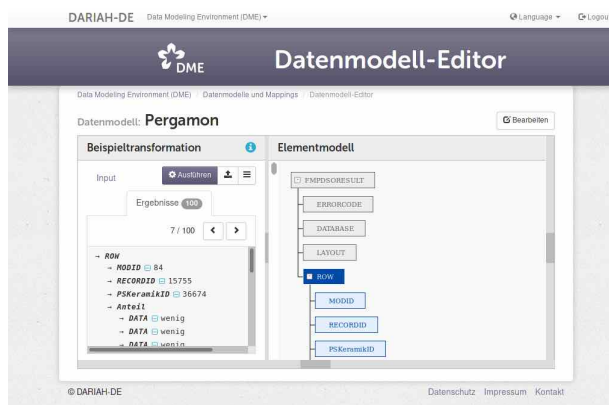 DARIAH-DE Data Modeling Environment (DME) Language Logou
DME Datenmodell-Editor
Data Modeling Environment (DME) Datenmodelle und Mappings Datenmodell-Editor
Datenmodell: Pergamon Bearbeiten
Beispieltransformation Elementmodell
Input Ausführen
Ergebnisse 100
7 / 100
→ ROW
→ MODID 84
→ RECORDID 15755
→ PSKeramikID 36674
→ Anteil
→ DATA wenig
→ DATA wenig
→ DATA wenig
FMPDSORESULT
ERRORCODE
DATABASE
LAYOUT
ROW
MODID
RECORDID
PSKeramikID
© DARIAH-DE Datenschutz Impressum Kontakt